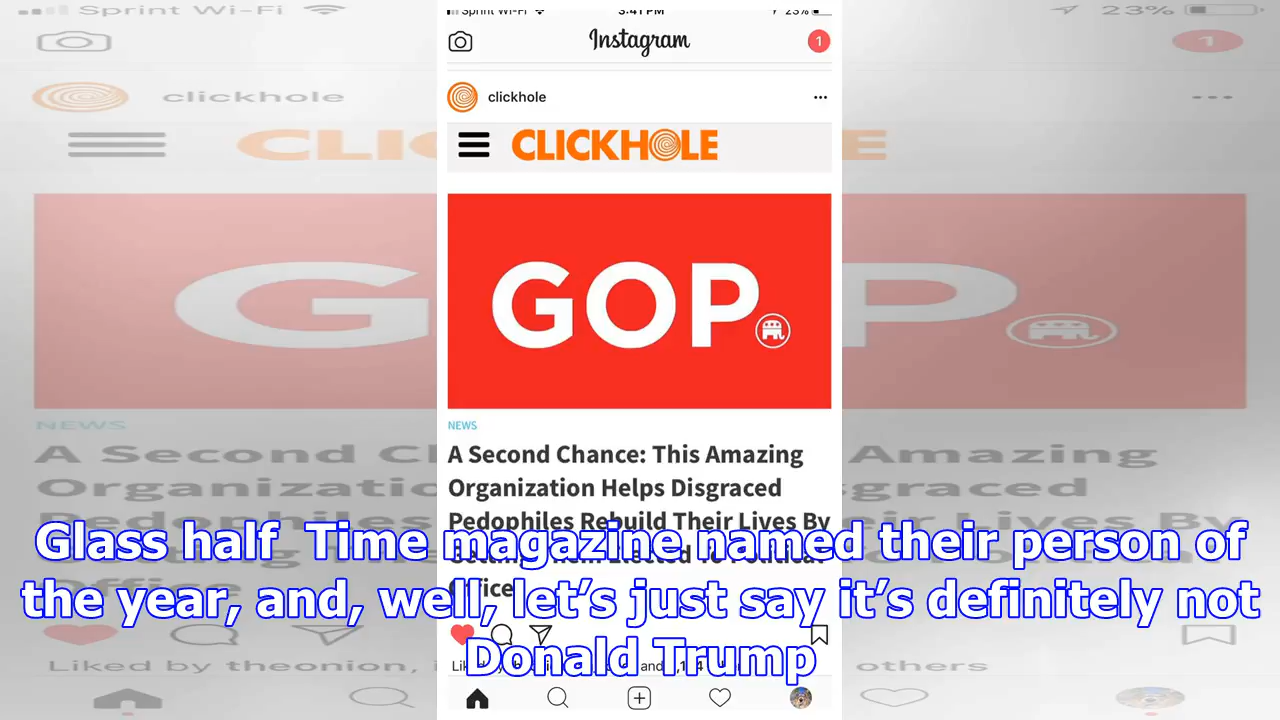 Sprint Wi-Fi 3:41 PM 23%
Instagram 1
clickhole
CLICKHOLE
GOP
NEWS
A Second Chance: This Amazing
Organization Helps Disgraced
Pedophiles Rebuild Their Lives By
Office
Glass half Time magazine named their person of
the year, and, well, let’s just say it’s definitely not
Donald Trump
Liked by theonion,
others